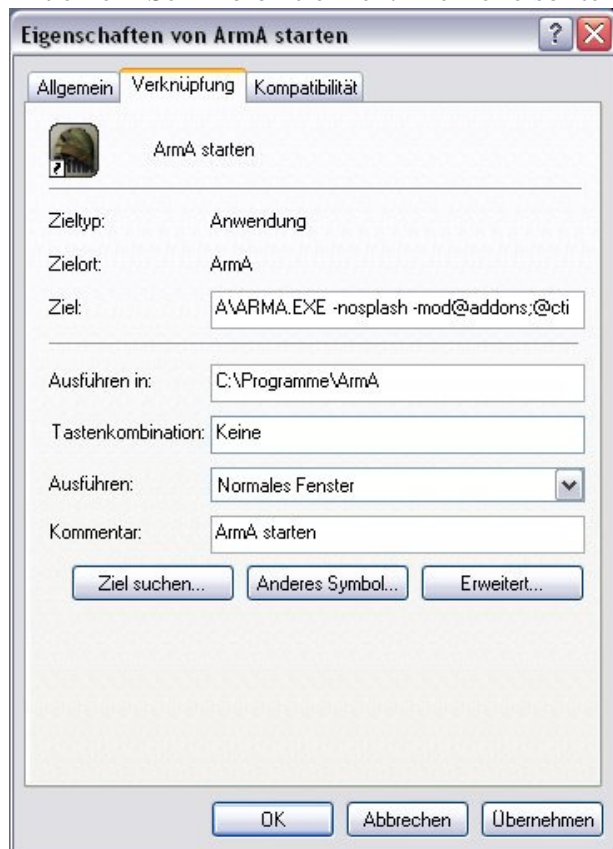 Eigenschaften von ArmA starten
Allgemein Verknüpfung Kompatibilität
ArmA starten
Zieltyp: Anwendung
Zielort: ArmA
Ziel: A\ARMA.EXE -nosplash -mod@addons;@cti
Ausführen in: C:\Programme\ArmA
Tastenkombination: Keine
Ausführen: Normales Fenster
Kommentar: ArmA starten
Ziel suchen... Anderes Symbol... Erweitert...
OK Abbrechen Übernehmen